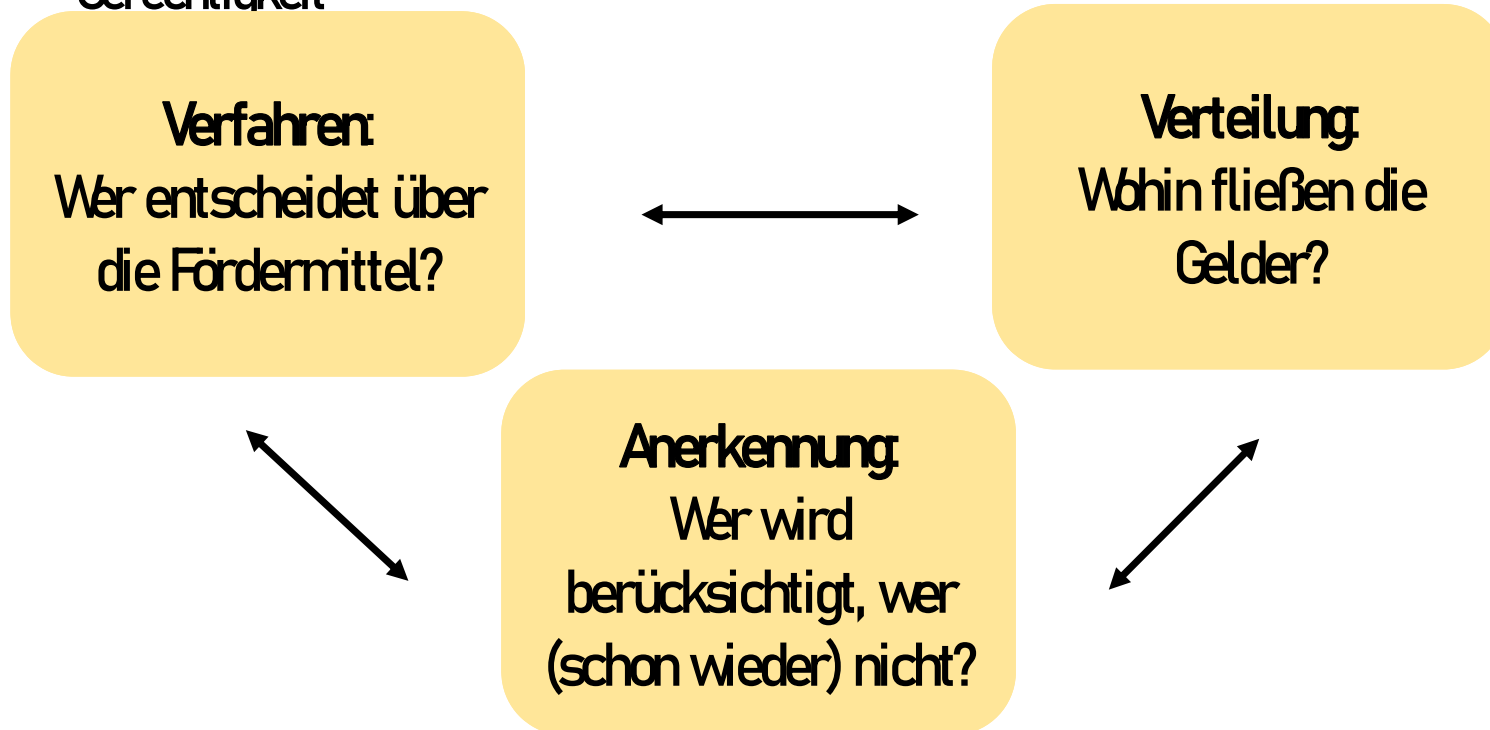 Gerechtigkeit
Verfahren:
Wer entscheidet über
die Fördermittel?
Verteilung:
Wohin fließen die
Gelder?
Anerkennung:
Wer wird
berücksichtigt, wer
(schon wieder) nicht?